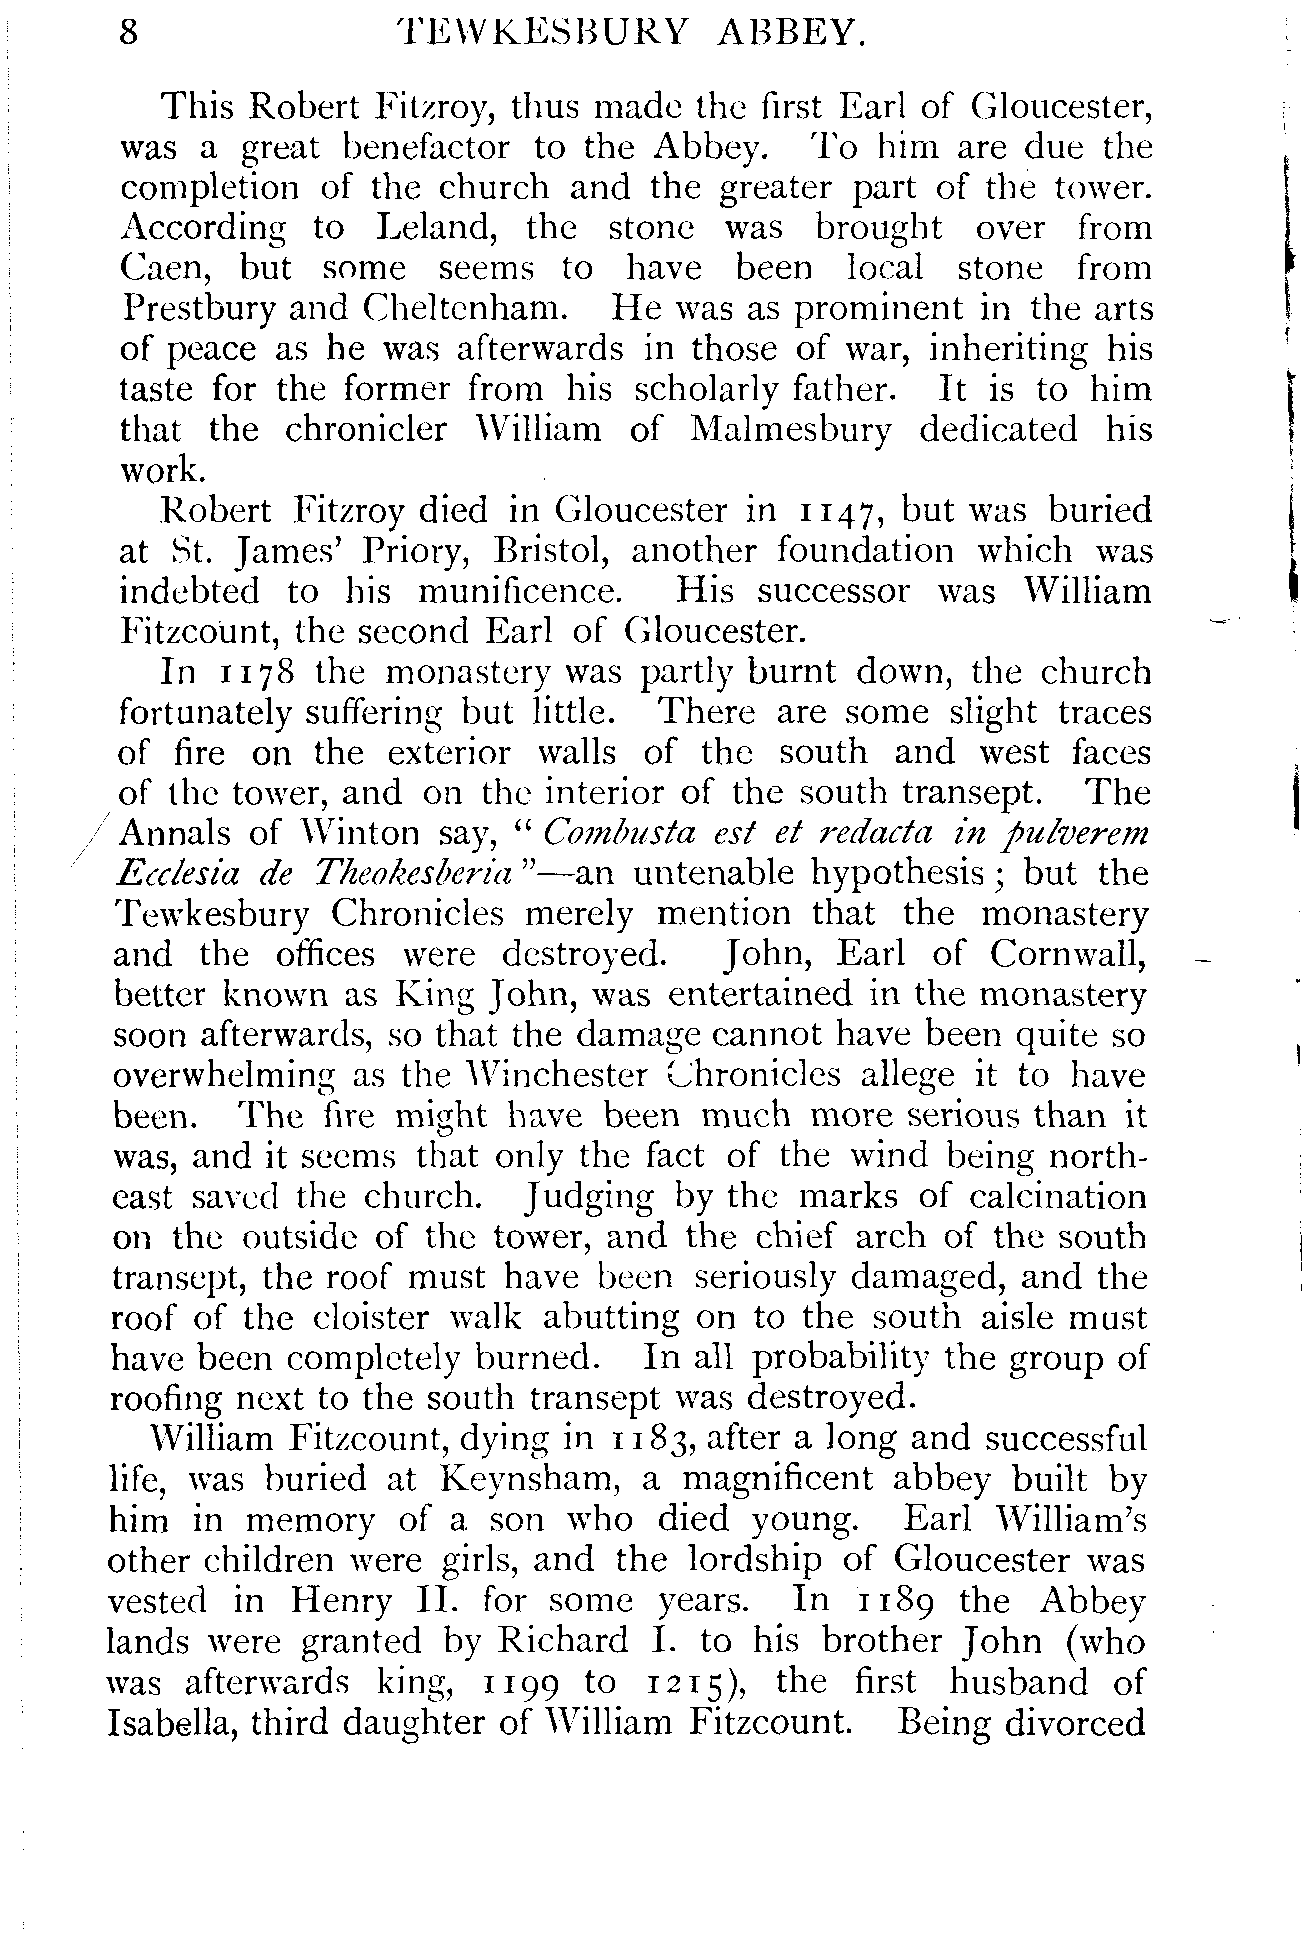 8 TEWKESBURY ABBEY.
This Robert Fitzroy, thus made the first Earl of Gloucester,
was a great benefactor to the Abbey. To him are due the
completion of the church and the greater part of the tower.
According to Leland, the stone was brought over from
Caen, but some seems to have been local stone from
Prestbury and Cheltenham. He was as prominent in the arts
of peace as he was afterwards in those of war, inheriting his
taste for the former from his scholarly father. It is to him
that the chronicler William of Malmesbury dedicated his
work.
Robert Fitzroy died in Gloucester in 1147, but was buried
at St. James' Priory, Bristol, another foundation which was
indebted to his munificence. His successor was William
Fitzcount, the second Earl of Gloucester.
In 1178 the monastery was partly burnt down, the church
fortunately suffering but little. There are some slight traces
of fire on the exterior walls of the south and west faces
of the tower, and on the interior of the south transept. The
Annals of Winton say, "Combusta est et redacta in pulverem
Ecclesia de Theokesberia"—an untenable hypothesis; but the
Tewkesbury Chronicles merely mention that the monastery
and the offices were destroyed. John, Earl of Cornwall,
better known as King John, was entertained in the monastery
soon afterwards, so that the damage cannot have been quite so
overwhelming as the Winchester Chronicles allege it to have
been. The fire might have been much more serious than it
was, and it seems that only the fact of the wind being north-
east saved the church. Judging by the marks of calcination
on the outside of the tower, and the chief arch of the south
transept, the roof must have been seriously damaged, and the
roof of the cloister walk abutting on to the south aisle must
have been completely burned. In all probability the group of
roofing next to the south transept was destroyed.
William Fitzcount, dying in 1183, after a long and successful
life, was buried at Keynsham, a magnificent abbey built by
him in memory of a son who died young. Earl William's
other children were girls, and the lordship of Gloucester was
vested in Henry II. for some years. In 1189 the Abbey
lands were granted by Richard I. to his brother John (who
was afterwards king, 1199 to 1215), the first husband of
Isabella, third daughter of William Fitzcount. Being divorced